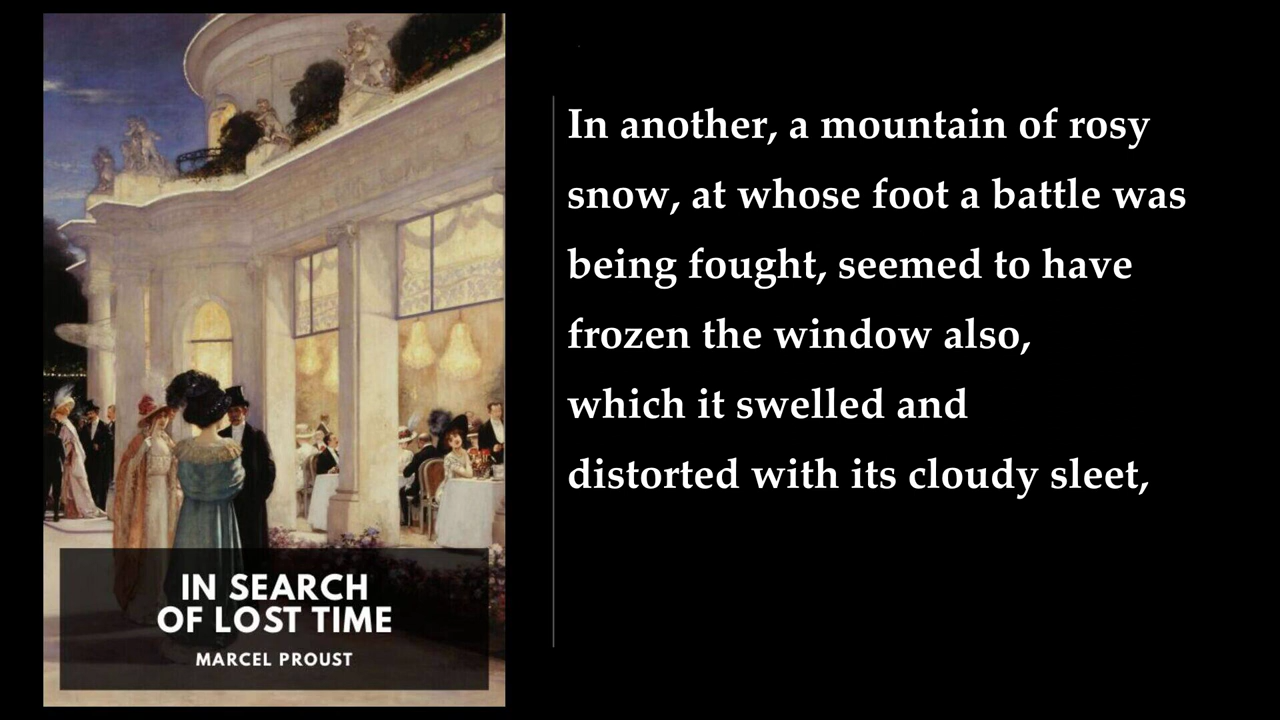 IN SEARCH
OF LOST TIME
MARCEL PROUST
In another, a mountain of rosy
snow, at whose foot a battle was
being fought, seemed to have
frozen the window also,
which it swelled and
distorted with its cloudy sleet,